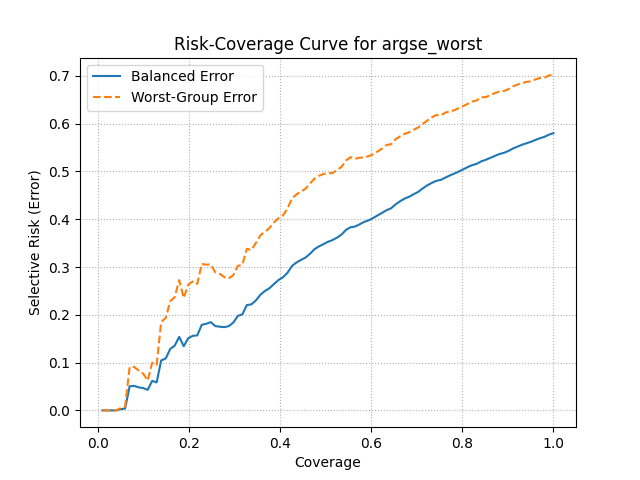 Risk-Coverage Curve for argse_worst
Balanced Error
Worst-Group Error
Selective Risk (Error)
0.7
0.6
0.5
0.4
0.3
0.2
0.1
0.0
0.0 0.2 0.4 0.6 0.8 1.0
Coverage